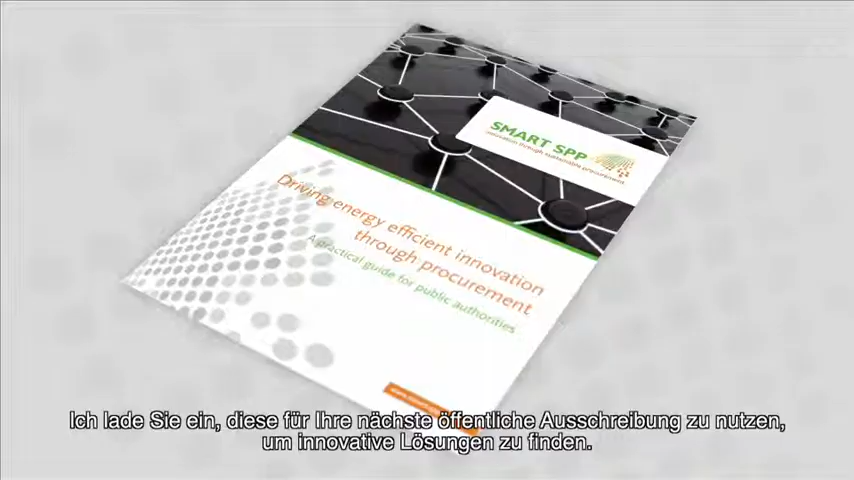 SMART SPP
innovation through sustainable procurement
Driving energy efficient innovation
through procurement
A practical guide for public authorities
Ich lade Sie ein, diese für Ihre nächste öffentliche Ausschreibung zu nutzen,
um innovative Lösungen zu finden.